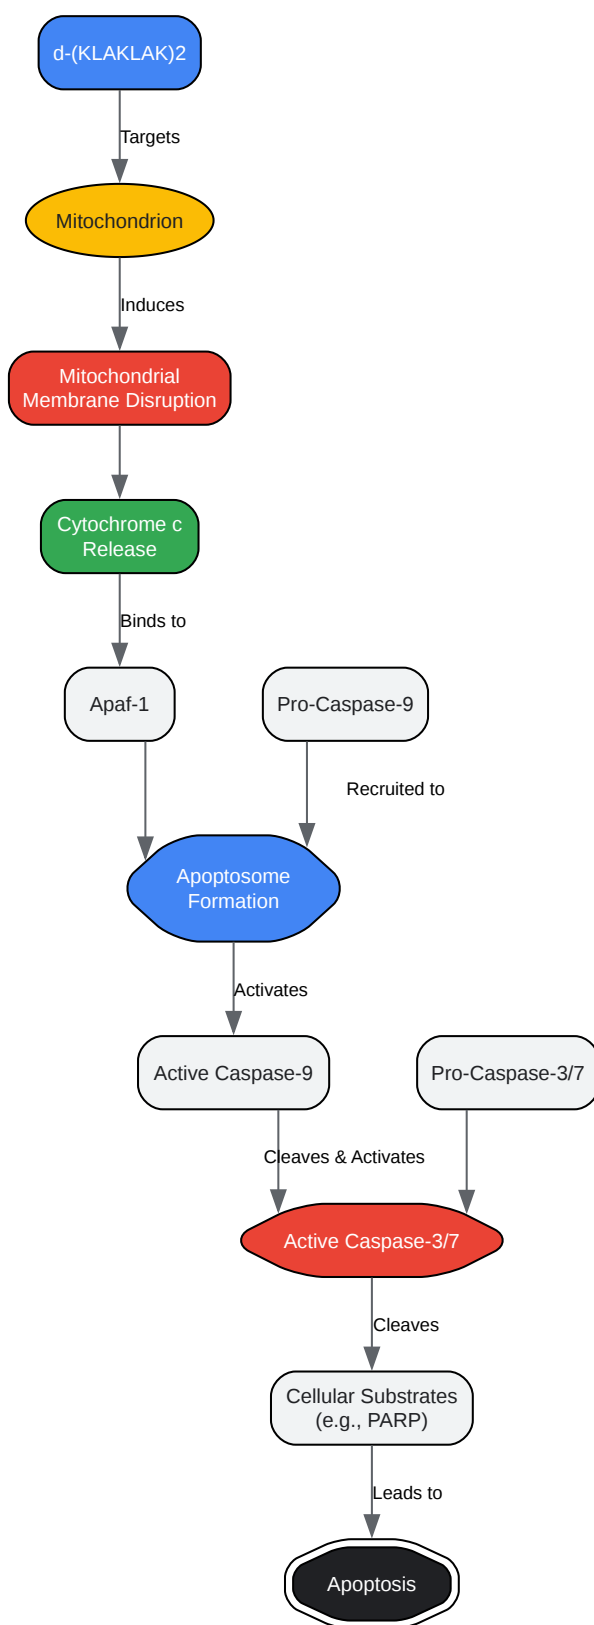 d-(KLAKLAK)2
Targets
Mitochondrion
Induces
Mitochondrial
Membrane Disruption
Cytochrome c
Release
Binds to
Apaf-1
Pro-Caspase-9
Recruited to
Apoptosome
Formation
Activates
Active Caspase-9
Pro-Caspase-3/7
Cleaves & Activates
Active Caspase-3/7
Cleaves
Cellular Substrates
(e.g., PARP)
Leads to
Apoptosis